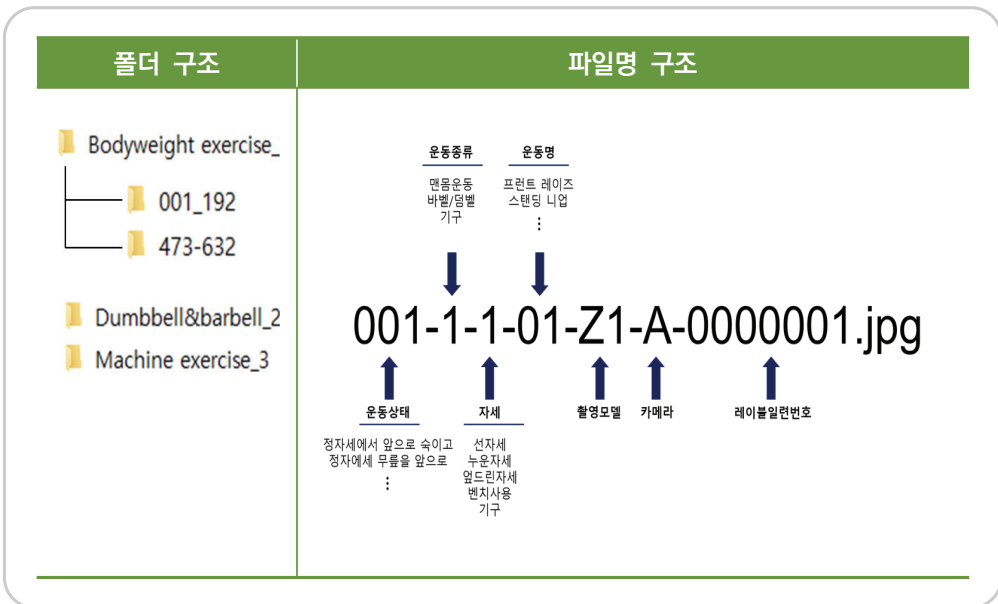 폴더 구조
파일명 구조
Bodyweight exercise_
001_192
473-632
Dumbbell&barbell_2
Machine exercise_3
운동종류
맨몸운동
바벨/덤벨
기구
운동명
프런트 레이즈
스탠딩 니업
⋮
001-1-1-01-Z1-A-0000001.jpg
운동상태
정자세에서 앞으로 숙이고
정자에세 무릎을 앞으로
⋮
자세
선자세
누운자세
엎드린자세
벤치사용
기구
촬영모델
카메라
레이블일련번호